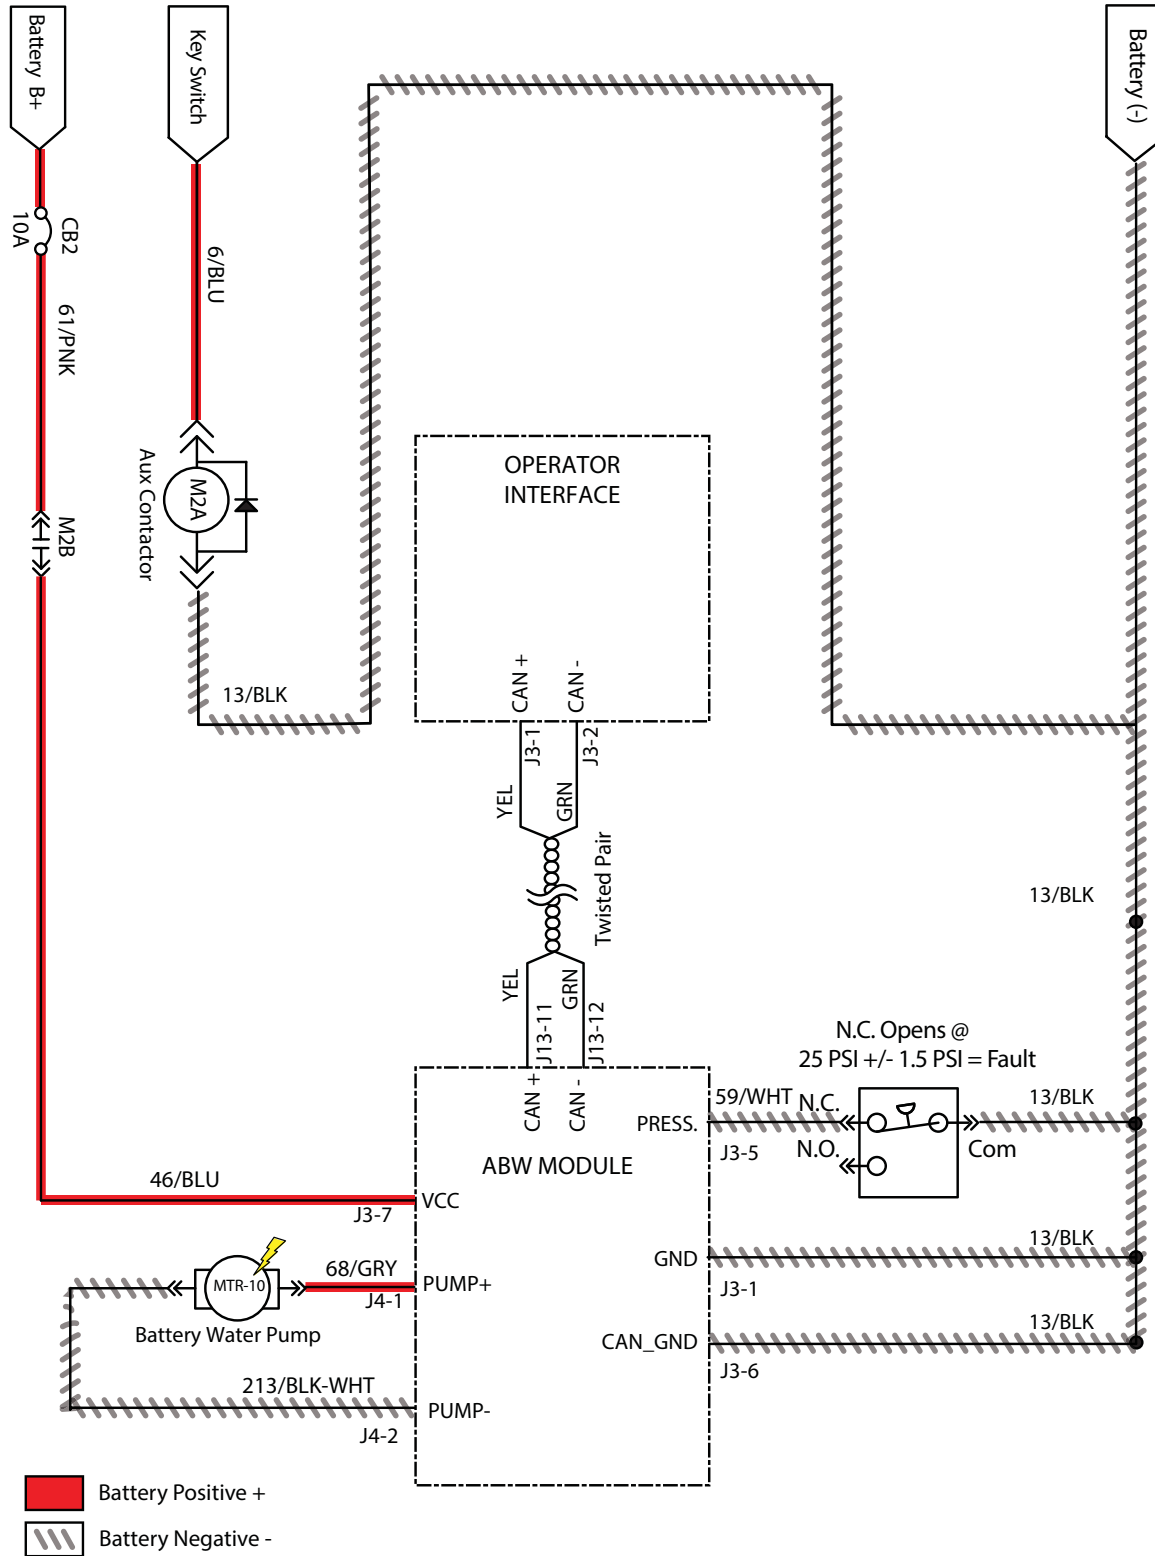 Battery B+
Key Switch
Battery (-)
CB2
10A
61/PNK
6/BLU
M2B
M2A
Aux Contactor
13/BLK
OPERATOR
INTERFACE
CAN +
CAN -
J3-1
J3-2
YEL
GRN
Twisted Pair
YEL
GRN
J13-11
J13-12
CAN +
CAN -
13/BLK
N.C. Opens @
25 PSI +/- 1.5 PSI = Fault
59/WHT
N.C.
13/BLK
PRESS.
J3-5
N.O.
Com
ABW MODULE
46/BLU
J3-7
VCC
GND
13/BLK
J3-1
68/GRY
J4-1
PUMP+
MTR-10
Battery Water Pump
CAN_GND
13/BLK
J3-6
213/BLK-WHT
J4-2
PUMP-
Battery Positive +
Battery Negative -